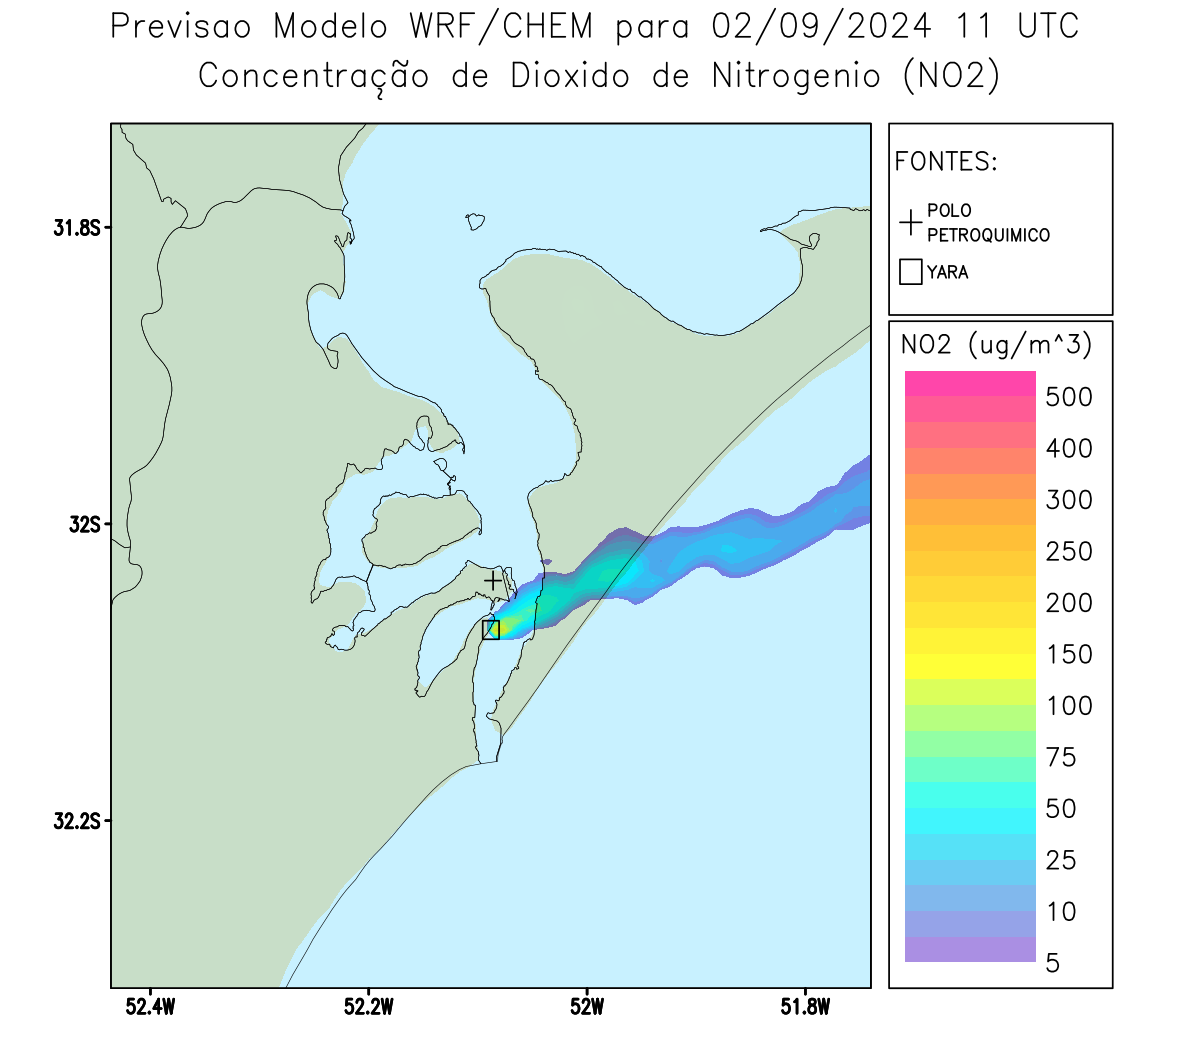 Previsao Modelo WRF/CHEM para 02/09/2024 11 UTC
Concentração de Dioxido de Nitrogenio (NO2)
FONTES:
POLO
PETROQUIMICO
YARA
31.8S
32S
32.2S
52.4W
52.2W
52W
51.8W
NO2 (ug/m^3)
500
400
300
250
200
150
100
75
50
25
10
5